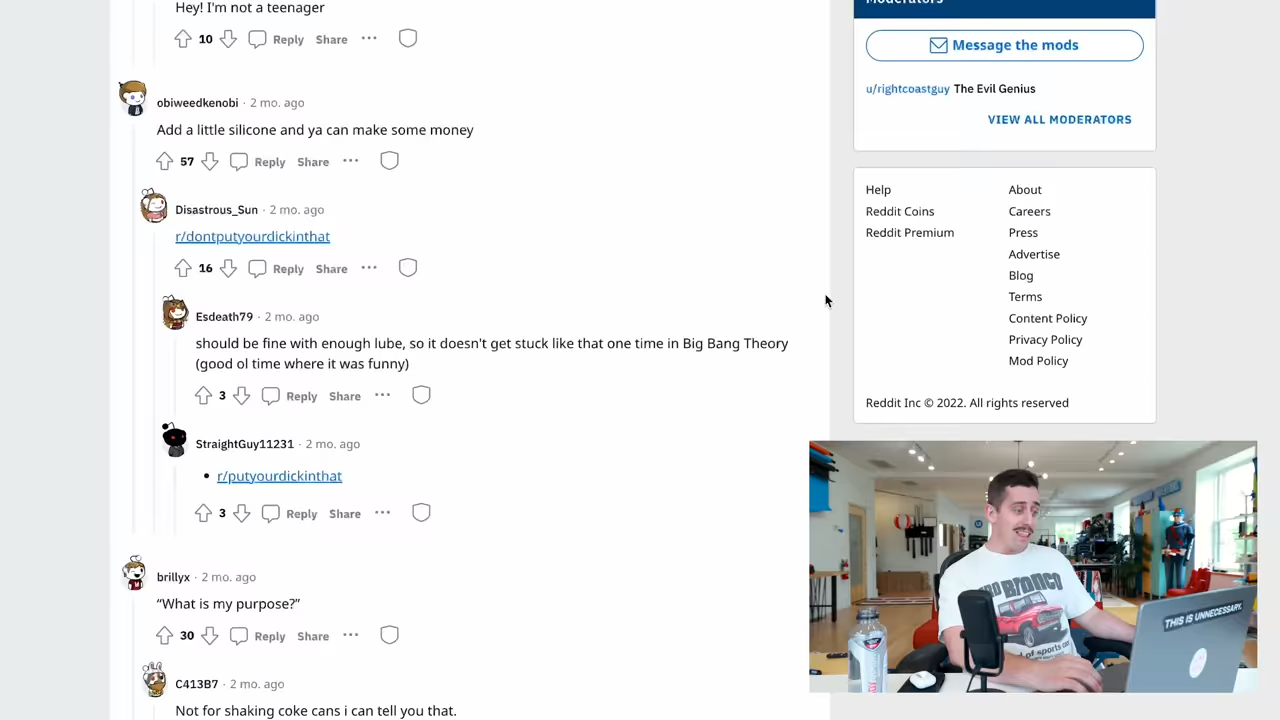 Hey! I'm not a teenager
10 Reply Share
obiweedkenobi · 2 mo. ago
Add a little silicone and ya can make some money
57 Reply Share
Disastrous_Sun · 2 mo. ago
r/dontputyourdickinthat
16 Reply Share
Esdeath79 · 2 mo. ago
should be fine with enough lube, so it doesn't get stuck like that one time in Big Bang Theory
(good ol time where it was funny)
3 Reply Share
StraightGuy11231 · 2 mo. ago
• r/putyourdickinthat
3 Reply Share
brillyx · 2 mo. ago
“What is my purpose?”
30 Reply Share
C413B7 · 2 mo. ago
Not for shaking coke cans i can tell you that.
Moderators
Message the mods
u/rightcoastguy The Evil Genius
VIEW ALL MODERATORS
Help
Reddit Coins
Reddit Premium
About
Careers
Press
Advertise
Blog
Terms
Content Policy
Privacy Policy
Mod Policy
Reddit Inc © 2022. All rights reserved
BRONCO
of sports
THIS IS UNNECESSARY.